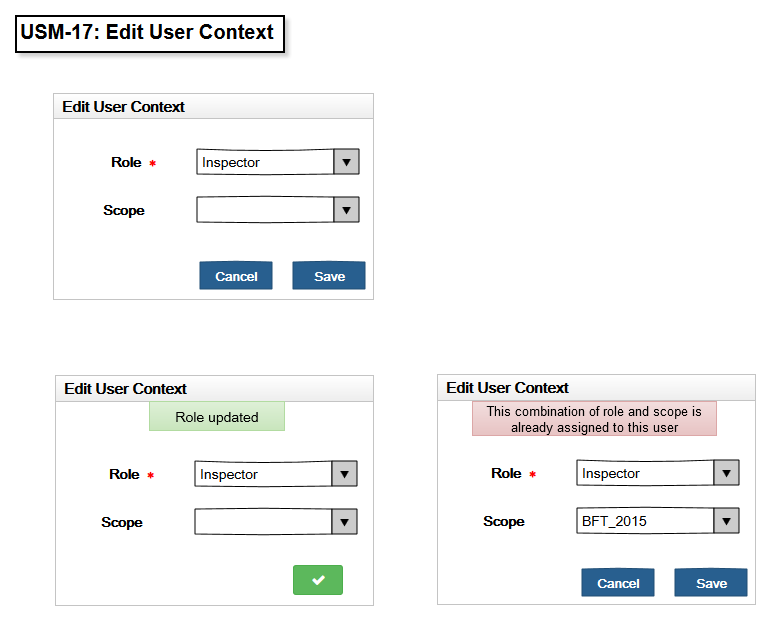 USM-17: Edit User Context
Edit User Context
Role *
Inspector
Scope
Cancel
Save
Edit User Context
Role updated
Role *
Inspector
Scope
Edit User Context
This combination of role and scope is
already assigned to this user
Role *
Inspector
Scope
BFT_2015
Cancel
Save